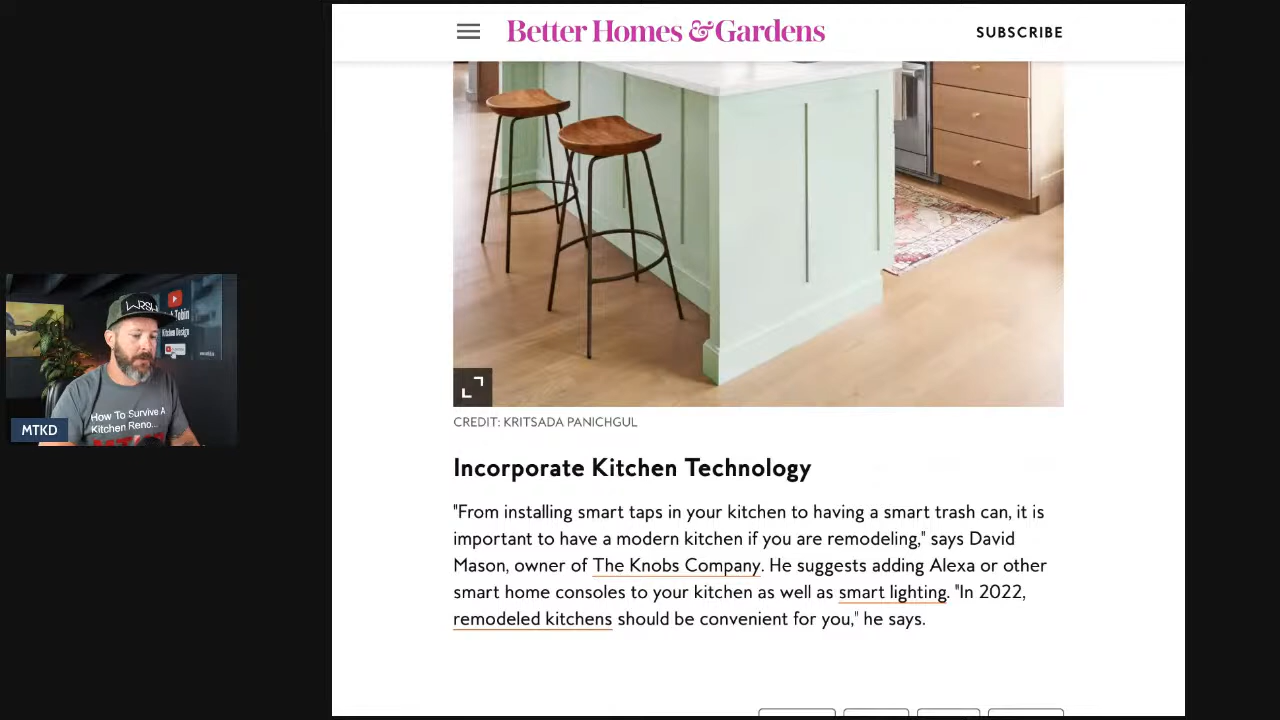 Better Homes & Gardens
SUBSCRIBE
CREDIT: KRITSADA PANICHGUL
Incorporate Kitchen Technology
"From installing smart taps in your kitchen to having a smart trash can, it is
important to have a modern kitchen if you are remodeling," says David
Mason, owner of The Knobs Company. He suggests adding Alexa or other
smart home consoles to your kitchen as well as smart lighting. "In 2022,
remodeled kitchens should be convenient for you," he says.
Tobin
Kitchen Design
How To Survive A
Kitchen Reno...
MTKD